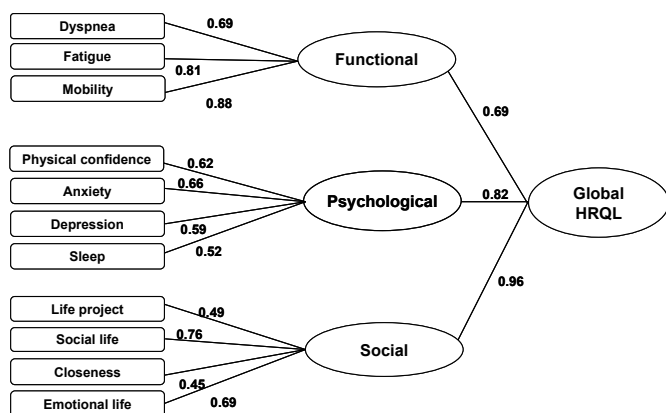 Dyspnea
0.69
Fatigue
0.81
Mobility
0.88
Functional
0.69
Physical confidence
0.62
Anxiety
0.66
Depression
0.59
Sleep
0.52
Psychological
0.82
Global
HRQL
Life project
0.49
Social life
0.76
Closeness
0.45
Emotional life
0.69
Social
0.96